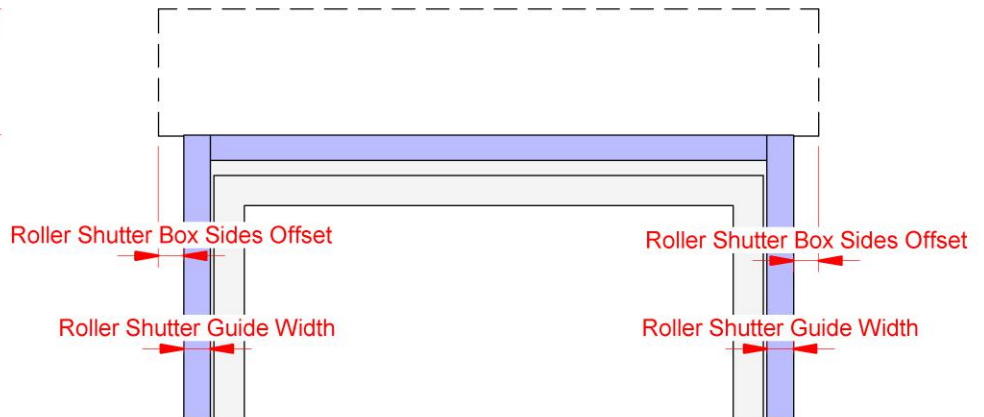 Roller Shutter Box Sides Offset
Roller Shutter Box Sides Offset
Roller Shutter Guide Width
Roller Shutter Guide Width